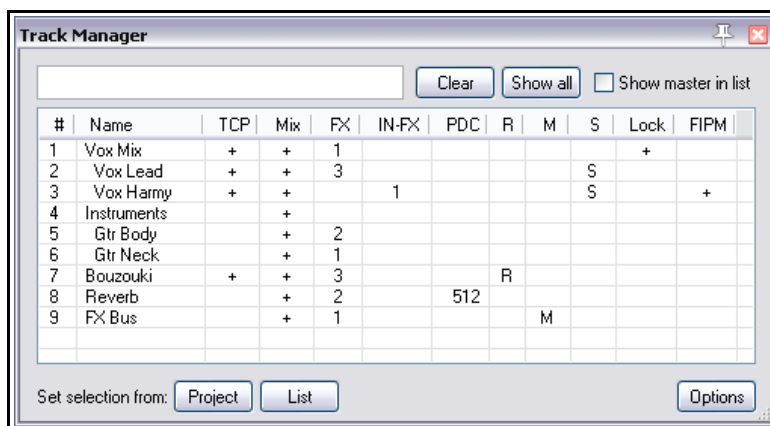 Track Manager
Clear Show all Show master in list
# Name TCP Mix FX IN-FX PDC R M S Lock FIPM
1 Vox Mix + + 1 +
2 Vox Lead + + 3 S
3 Vox Harmy + + 1 S +
4 Instruments +
5 Gtr Body + 2
6 Gtr Neck + 1
7 Bouzouki + + 3 R
8 Reverb + 2 512
9 FX Bus + 1 M
Set selection from: Project List Options